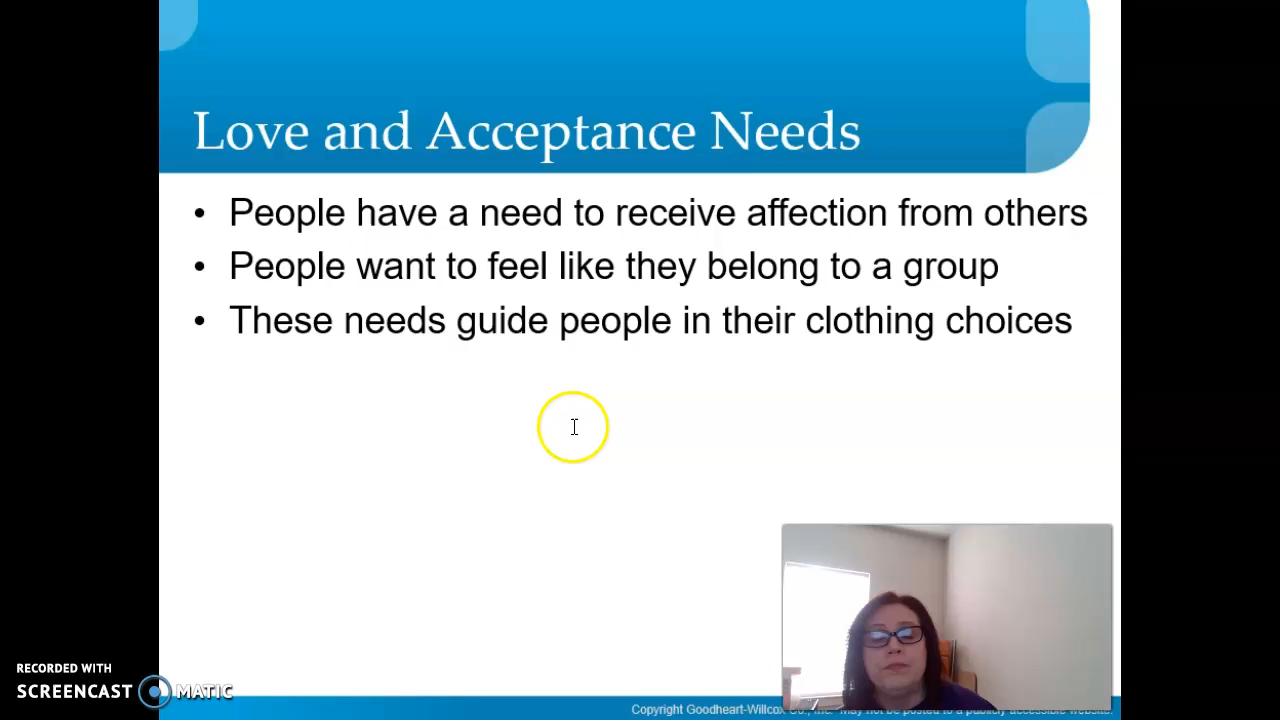 Love and Acceptance Needs
• People have a need to receive affection from others
• People want to feel like they belong to a group
• These needs guide people in their clothing choices
RECORDED WITH
SCREENCAST MATIC
Copyright Goodheart-Willcox Co., Inc. May not be posted to a publicly accessible website.